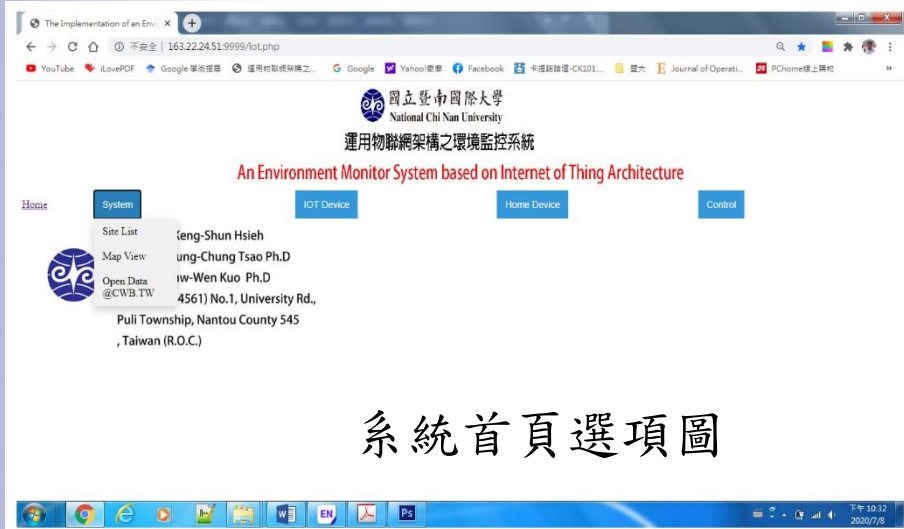 The Implementation of an Env
不安全 | 163.22.24.51:9999/iot.php
YouTube iLovePDF Google 學術搜尋 運用物聯網架構之... Google Yahoo!奇摩 Facebook 卡提諾論壇-CK101... 暨大 Journal of Operati... PChome線上購物 »
國立暨南國際大學
National Chi Nan University
運用物聯網架構之環境監控系統
An Environment Monitor System based on Internet of Thing Architecture
Home System IOT Device Home Device Control
Site List
Map View
Open Data
@CWB.TW
Keng-Shun Hsieh
ung-Chung Tsao Ph.D
w-Wen Kuo Ph.D
4561) No.1, University Rd.,
Puli Township, Nantou County 545
, Taiwan (R.O.C.)
系統首頁選項圖
EN
Ps
下午 10:32
2020/7/8